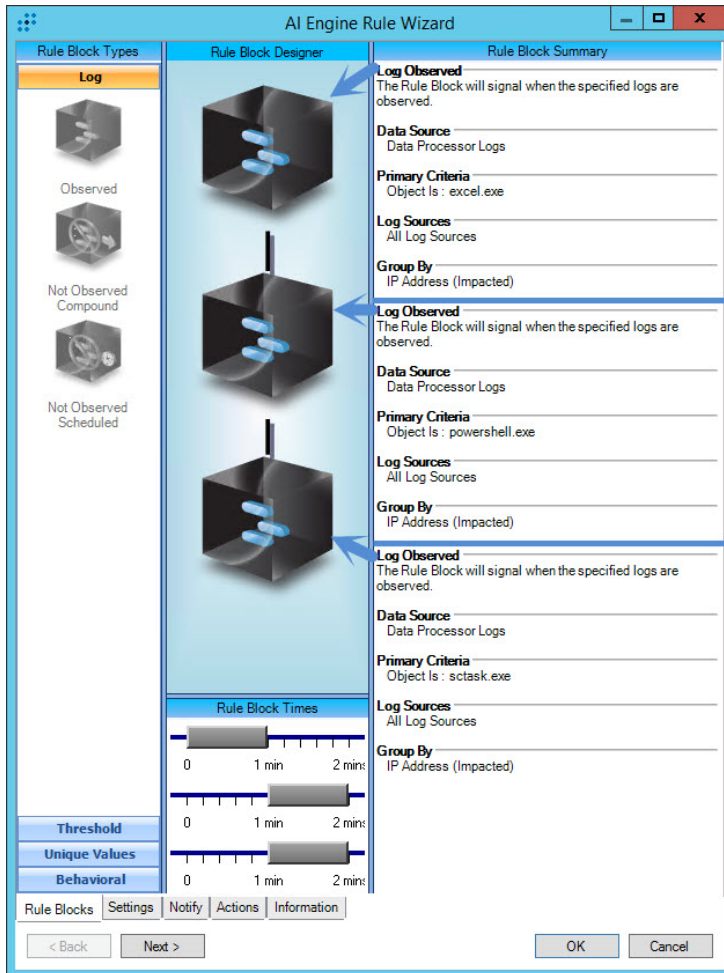 AI Engine Rule Wizard
Rule Block Types
Log
Observed
Not Observed
Compound
Not Observed
Scheduled
Threshold
Unique Values
Behavioral
Rule Block Designer
Rule Block Times
0 1 min 2 mins
0 1 min 2 mins
0 1 min 2 mins
Rule Block Summary
Log Observed
The Rule Block will signal when the specified logs are
observed.
Data Source
Data Processor Logs
Primary Criteria
Object Is : excel.exe
Log Sources
All Log Sources
Group By
IP Address (Impacted)
Log Observed
The Rule Block will signal when the specified logs are
observed.
Data Source
Data Processor Logs
Primary Criteria
Object Is : powershell.exe
Log Sources
All Log Sources
Group By
IP Address (Impacted)
Log Observed
The Rule Block will signal when the specified logs are
observed.
Data Source
Data Processor Logs
Primary Criteria
Object Is : sctask.exe
Log Sources
All Log Sources
Group By
IP Address (Impacted)
Rule Blocks Settings Notify Actions Information
< Back Next > OK Cancel